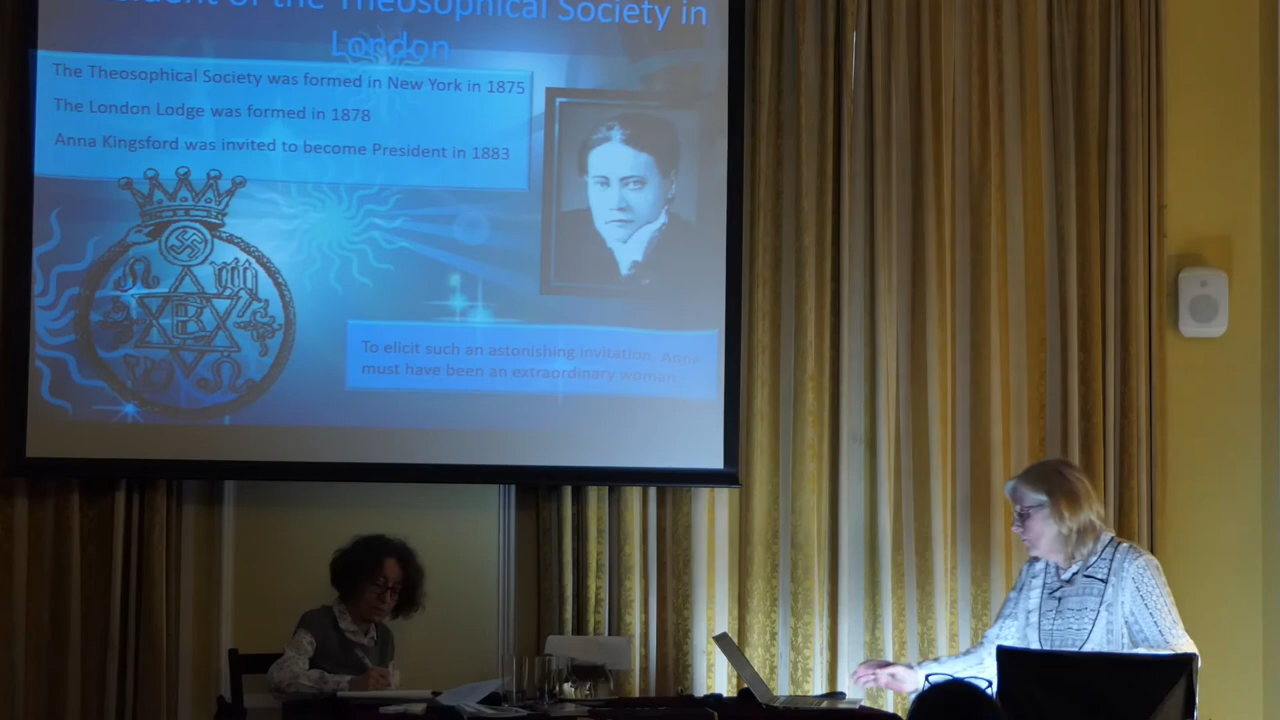 of the Theosophical Society in
London
The Theosophical Society was formed in New York in 1875
The London Lodge was formed in 1878
Anna Kingsford was invited to become President in 1883
To elicit such an astonishing invitation, Anna
must have been an extraordinary woman